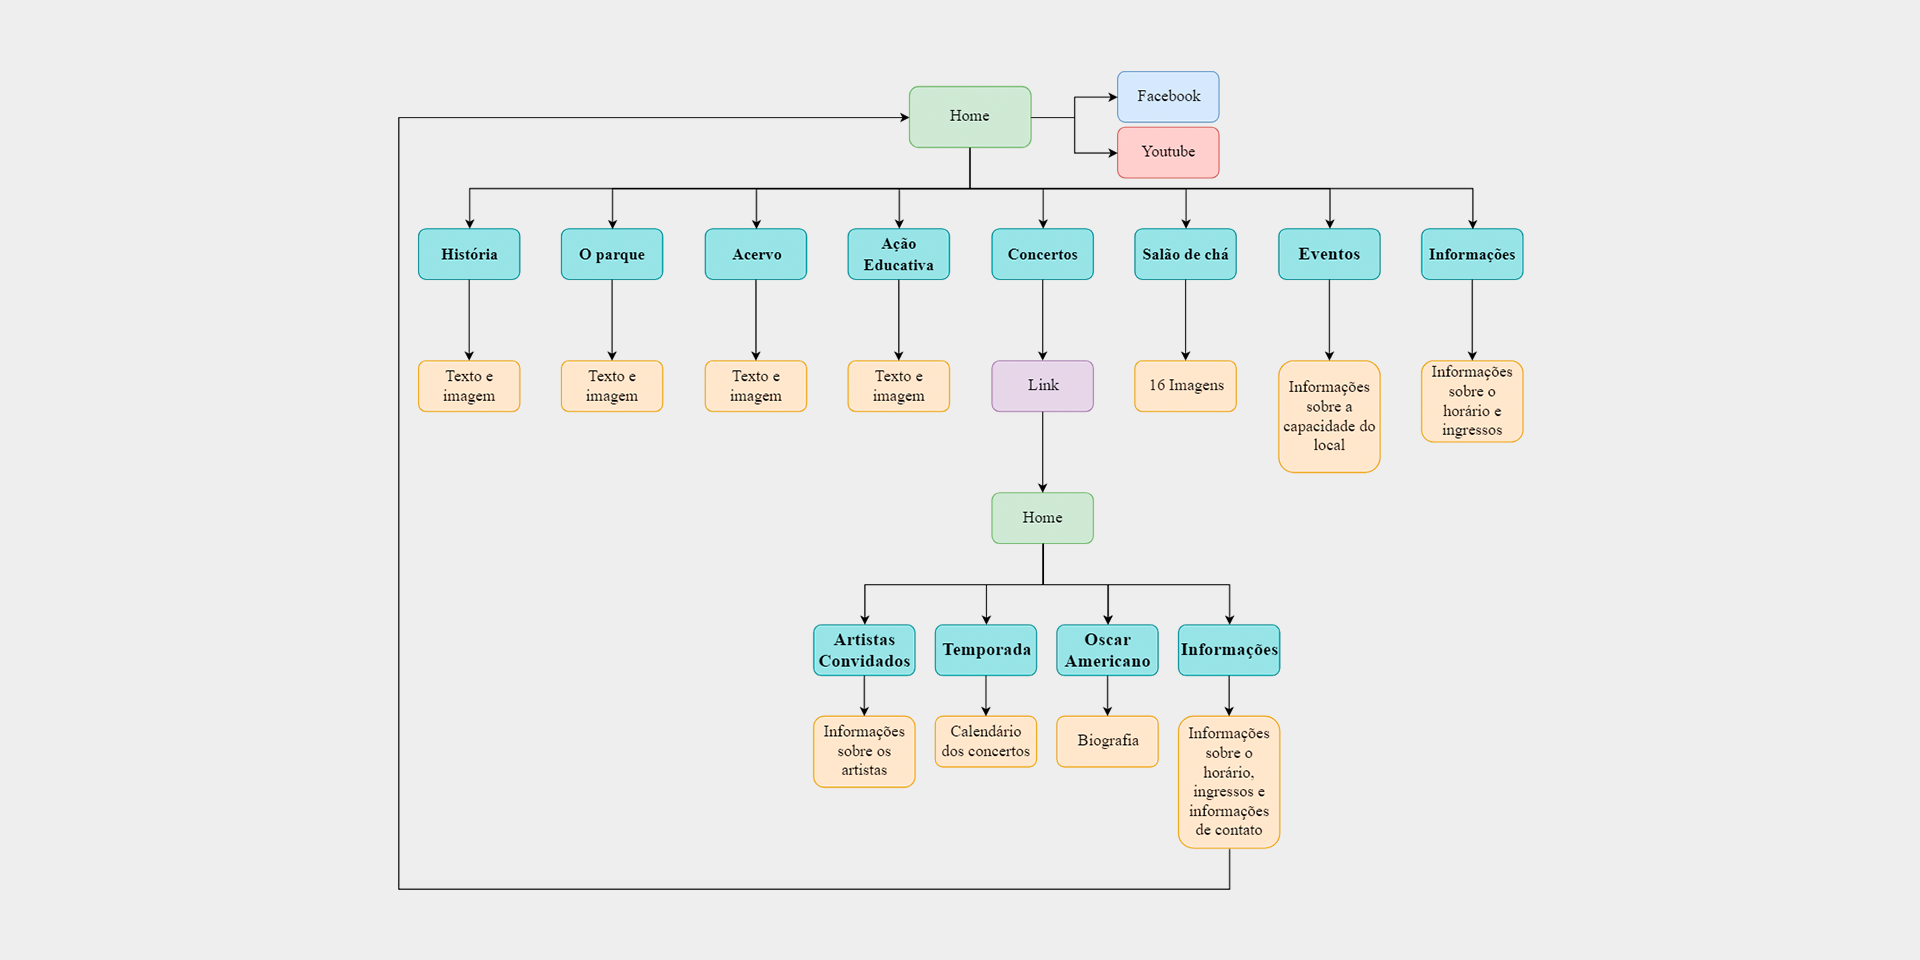 Home
Facebook
Youtube
História
O parque
Acervo
Ação
Educativa
Concertos
Salão de chá
Eventos
Informações
Texto e
imagem
Texto e
imagem
Texto e
imagem
Texto e
imagem
Link
16 Imagens
Informações
sobre a
capacidade do
local
Informações
sobre o
horário e
ingressos
Home
Artistas
Convidados
Temporada
Oscar
Americano
Informações
Informações
sobre os
artistas
Calendário
dos concertos
Biografia
Informações
sobre o
horário,
ingressos e
informações
de contato